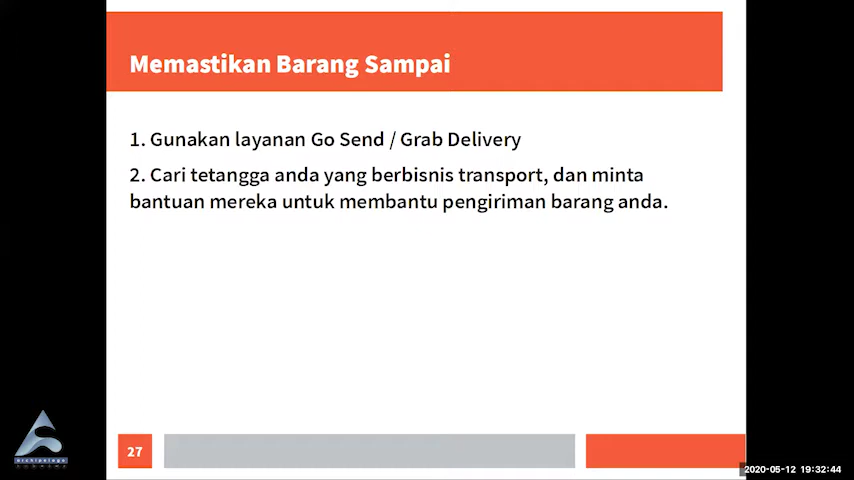 Memastikan Barang Sampai
1. Gunakan layanan Go Send / Grab Delivery
2. Cari tetangga anda yang berbisnis transport, dan minta
bantuan mereka untuk membantu pengiriman barang anda.
27
archipelago
2020-05-12 19:32:44